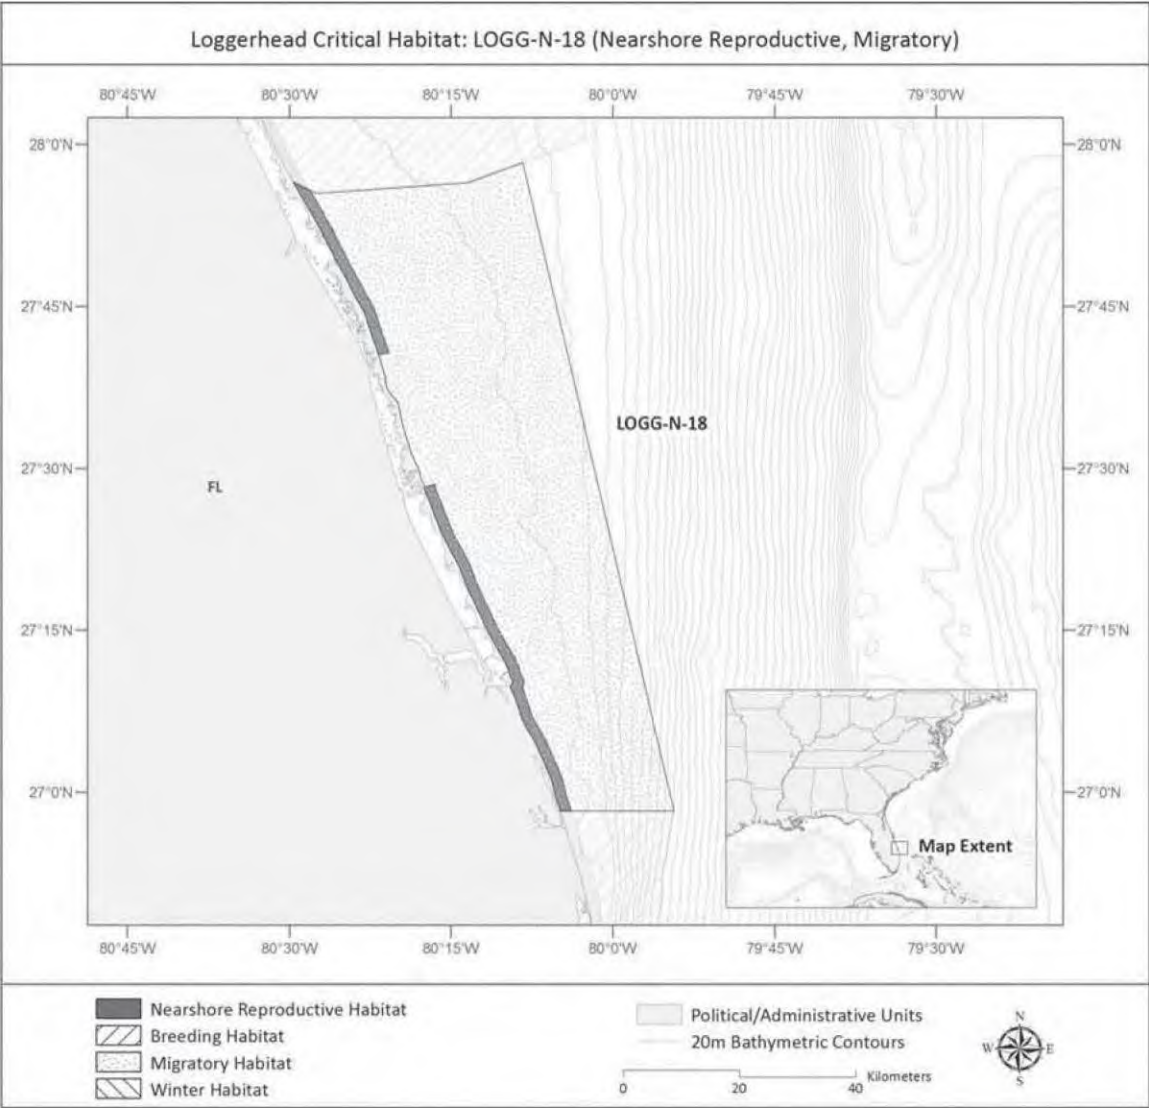 Loggerhead Critical Habitat: LOGG-N-18 (Nearshore Reproductive, Migratory)
80°45'W 80°30'W 80°15'W 80°0'W 79°45'W 79°30'W
28°0'N 28°0'N
27°45'N 27°45'N
LOGG-N-18
27°30'N 27°30'N
FL
27°15'N 27°15'N
27°0'N 27°0'N
Map Extent
80°45'W 80°30'W 80°15'W 80°0'W 79°45'W 79°30'W
Nearshore Reproductive Habitat
Breeding Habitat
Migratory Habitat
Winter Habitat
Political/Administrative Units
20m Bathymetric Contours
0 20 40 Kilometers
N
W E
S